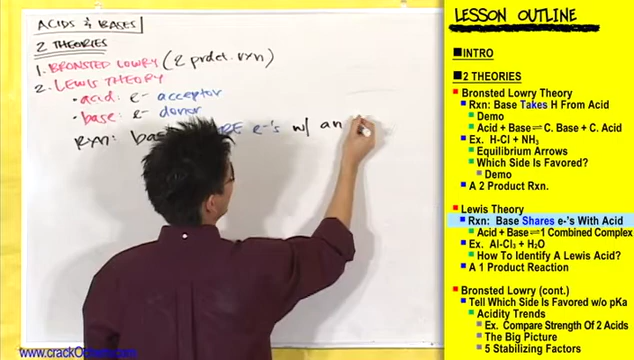 ACIDS & BASES
2 THEORIES
1. BRONSTED LOWRY (2 prdct. rxn)
2. LEWIS THEORY
• acid: e- acceptor
• base: e- donor
Rxn: bas RE e-'s w/ an
www.crackOchem.com
LESSON OUTLINE
INTRO
2 THEORIES
Bronsted Lowry Theory
Rxn: Base Takes H From Acid
Demo
Acid + Base ⇌ C. Base + C. Acid
Ex. H-Cl + NH3
Equilibrium Arrows
Which Side Is Favored?
Demo
A 2 Product Rxn.
Lewis Theory
Rxn: Base Shares e-'s With Acid
Acid + Base ⇌ 1 Combined Complex
Ex. Al-Cl3 + H2O
How To Identify A Lewis Acid?
A 1 Product Reaction
Bronsted Lowry (cont.)
Tell Which Side Is Favored w/o pKa
Acidity Trends
Ex. Compare Strength Of 2 Acids
The Big Picture
5 Stabilizing Factors